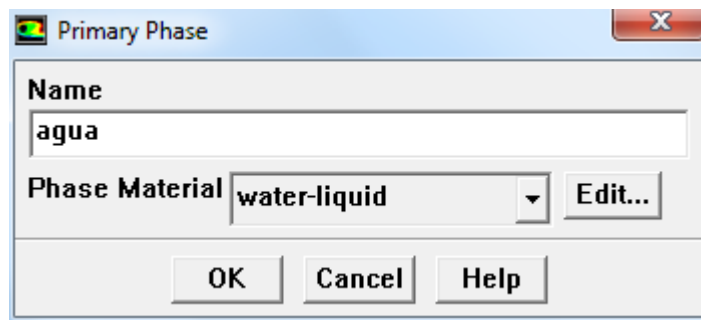 Primary Phase
Name
agua
Phase Material water-liquid Edit...
OK Cancel Help